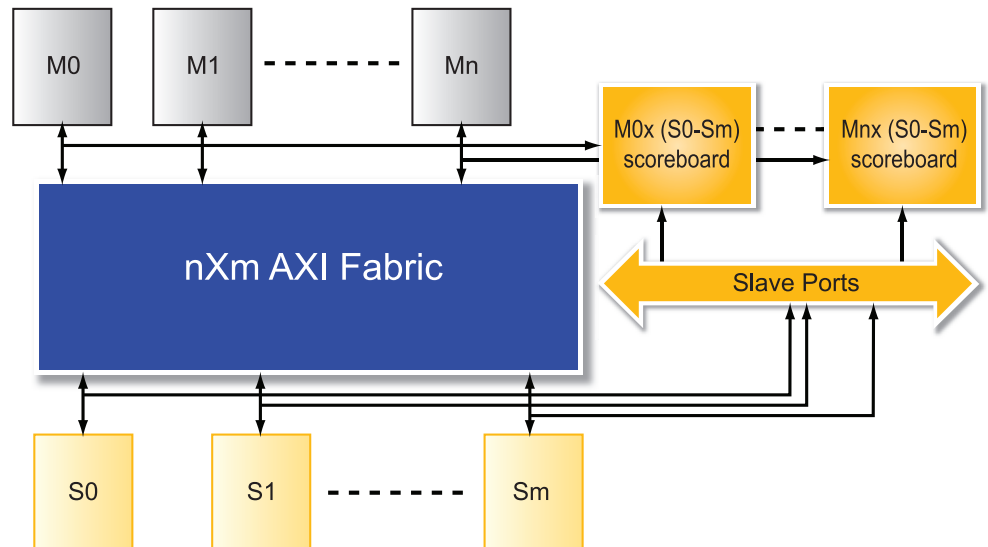 M0
M1
Mn
M0x (S0-Sm)
scoreboard
Mnx (S0-Sm)
scoreboard
nXm AXI Fabric
Slave Ports
S0
S1
Sm